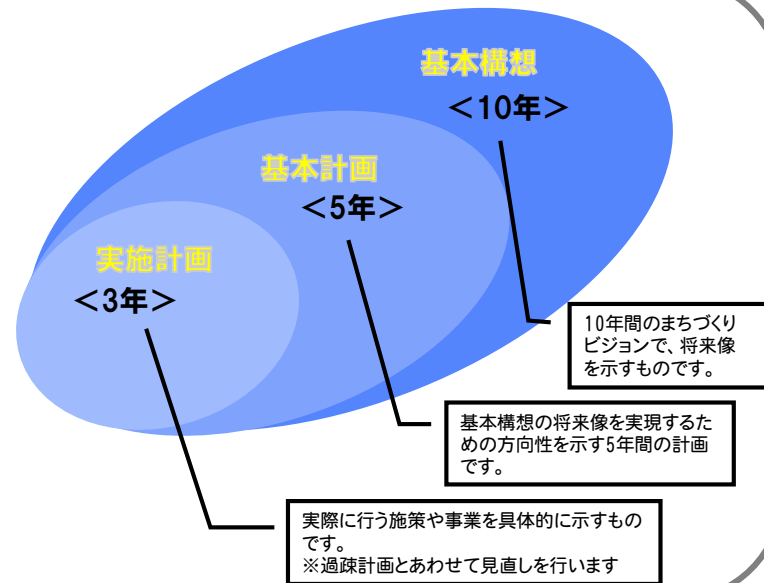 基本構想
<10年>
基本計画
<5年>
実施計画
<3年>
10年間のまちづくり
ビジョンで、将来像
を示すものです。
基本構想の将来像を実現するた
めの方向性を示す5年間の計画
です。
実際に行う施策や事業を具体的に示すもの
です。
※過疎計画とあわせて見直しを行います